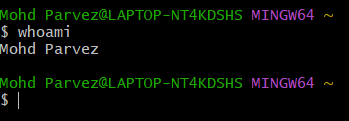 Mohd Parvez@LAPTOP-NT4KDSHS MINGW64 ~
$ whoami
Mohd Parvez
Mohd Parvez@LAPTOP-NT4KDSHS MINGW64 ~
$